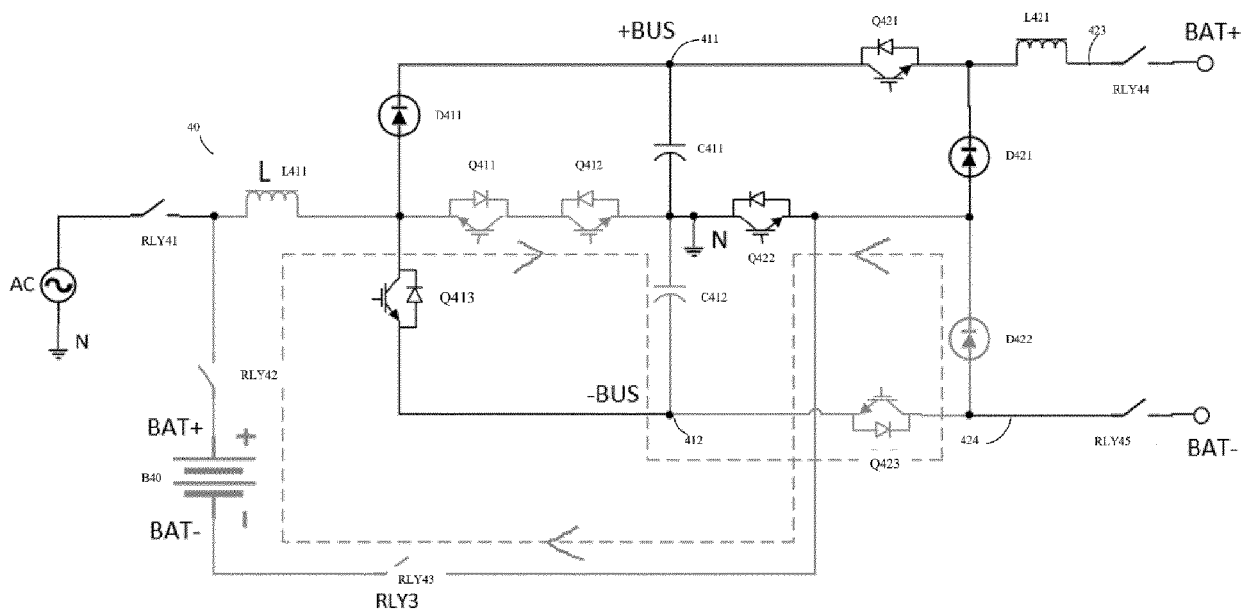 Q421
L421
423
BAT+
+BUS
411
RLY44
D411
40
C411
D421
L
L411
Q411
Q412
RLY41
N
Q422
AC
Q413
C412
N
D422
RLY42
-BUS
BAT+
+
412
424
RLY45
B40
Q423
BAT-
BAT-
RLY43
RLY3